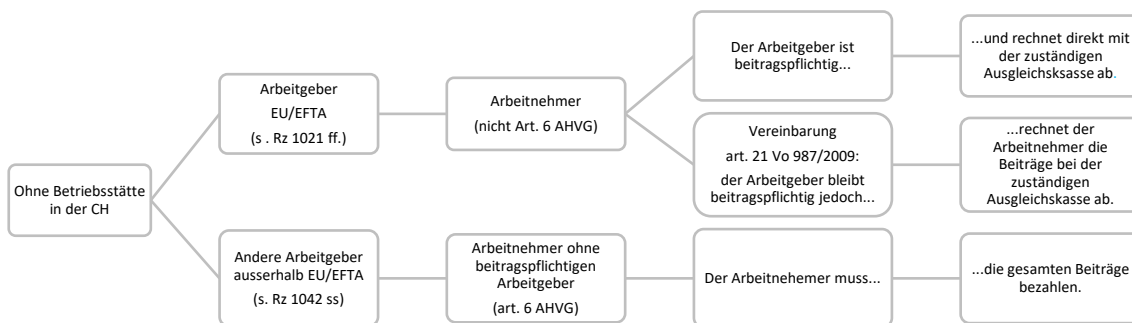 Ohne Betriebsstätte
in der CH
Arbeitgeber
EU/EFTA
(s . Rz 1021 ff.)
Arbeitnehmer
(nicht Art. 6 AHVG)
Der Arbeitgeber ist
beitragspflichtig...
...und rechnet direkt mit
der zuständigen
Ausgleichsksasse ab.
Vereinbarung
art. 21 Vo 987/2009:
der Arbeitgeber bleibt
beitragspflichtig jedoch...
...rechnet der
Arbeitnehmer die
Beiträge bei der
zuständigen
Ausgleichskasse ab.
Andere Arbeitgeber
ausserhalb EU/EFTA
(s. Rz 1042 ss)
Arbeitnehmer ohne
beitragspflichtigen
Arbeitgeber
(art. 6 AHVG)
Der Arbeitnehemer muss...
...die gesamten Beiträge
bezahlen.